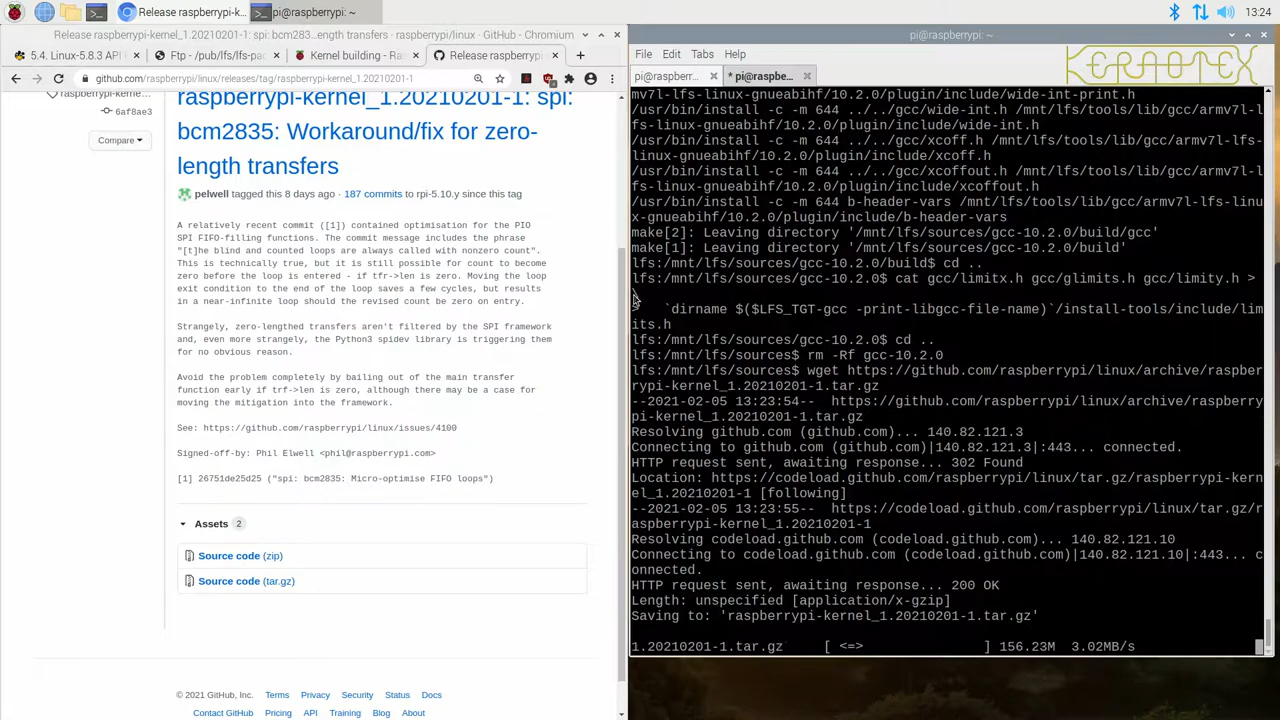 Release raspberrypi-k...
pi@raspberrypi: ~
13:24
Release raspberrypi-kernel_1.20210201-1: spi: bcm283...ength transfers · raspberrypi/linux · GitHub - Chromium
5.4. Linux-5.8.3 API H
Ftp - /pub/lfs/lfs-pac
Kernel building - Ras
Release raspberrypi-
github.com/raspberrypi/linux/releases/tag/raspberrypi-kernel_1.20210201-1
raspberrypi-kerne...
6af8ae3
Compare
raspberrypi-kernel_1.20210201-1: spi:
bcm2835: Workaround/fix for zero-
length transfers
pelwell tagged this 8 days ago · 187 commits to rpi-5.10.y since this tag
A relatively recent commit ([1]) contained optimisation for the PIO
SPI FIFO-filling functions. The commit message includes the phrase
"[t]he blind and counted loops are always called with nonzero count".
This is technically true, but it is still possible for count to become
zero before the loop is entered - if tfr->len is zero. Moving the loop
exit condition to the end of the loop saves a few cycles, but results
in a near-infinite loop should the revised count be zero on entry.
Strangely, zero-lengthed transfers aren't filtered by the SPI framework
and, even more strangely, the Python3 spidev library is triggering them
for no obvious reason.
Avoid the problem completely by bailing out of the main transfer
function early if trf->len is zero, although there may be a case for
moving the mitigation into the framework.
See: https://github.com/raspberrypi/linux/issues/4100
Signed-off-by: Phil Elwell <phil@raspberrypi.com>
[1] 26751de25d25 ("spi: bcm2835: Micro-optimise FIFO loops")
Assets 2
Source code (zip)
Source code (tar.gz)
© 2021 GitHub, Inc. Terms Privacy Security Status Docs
Contact GitHub Pricing API Training Blog About
pi@raspberrypi: ~
File Edit Tabs Help
KERNOTEX
pi@raspberr...
* pi@raspbe...
mv7l-lfs-linux-gnueabihf/10.2.0/plugin/include/wide-int-print.h
/usr/bin/install -c -m 644 ../../gcc/wide-int.h /mnt/lfs/tools/lib/gcc/armv7l-l
fs-linux-gnueabihf/10.2.0/plugin/include/wide-int.h
/usr/bin/install -c -m 644 ../../gcc/xcoff.h /mnt/lfs/tools/lib/gcc/armv7l-lfs-
linux-gnueabihf/10.2.0/plugin/include/xcoff.h
/usr/bin/install -c -m 644 ../../gcc/xcoffout.h /mnt/lfs/tools/lib/gcc/armv7l-l
fs-linux-gnueabihf/10.2.0/plugin/include/xcoffout.h
/usr/bin/install -c -m 644 b-header-vars /mnt/lfs/tools/lib/gcc/armv7l-lfs-linu
x-gnueabihf/10.2.0/plugin/include/b-header-vars
make[2]: Leaving directory '/mnt/lfs/sources/gcc-10.2.0/build/gcc'
make[1]: Leaving directory '/mnt/lfs/sources/gcc-10.2.0/build'
lfs:/mnt/lfs/sources/gcc-10.2.0/build$ cd ..
lfs:/mnt/lfs/sources/gcc-10.2.0$ cat gcc/limitx.h gcc/glimits.h gcc/limity.h >
\
> `dirname $($LFS_TGT-gcc -print-libgcc-file-name)`/install-tools/include/lim
its.h
lfs:/mnt/lfs/sources/gcc-10.2.0$ cd ..
lfs:/mnt/lfs/sources$ rm -Rf gcc-10.2.0
lfs:/mnt/lfs/sources$ wget https://github.com/raspberrypi/linux/archive/raspber
rypi-kernel_1.20210201-1.tar.gz
--2021-02-05 13:23:54-- https://github.com/raspberrypi/linux/archive/raspberry
pi-kernel_1.20210201-1.tar.gz
Resolving github.com (github.com)... 140.82.121.3
Connecting to github.com (github.com)|140.82.121.3|:443... connected.
HTTP request sent, awaiting response... 302 Found
Location: https://codeload.github.com/raspberrypi/linux/tar.gz/raspberrypi-kern
el_1.20210201-1 [following]
--2021-02-05 13:23:55-- https://codeload.github.com/raspberrypi/linux/tar.gz/r
aspberrypi-kernel_1.20210201-1
Resolving codeload.github.com (codeload.github.com)... 140.82.121.10
Connecting to codeload.github.com (codeload.github.com)|140.82.121.10|:443... c
onnected.
HTTP request sent, awaiting response... 200 OK
Length: unspecified [application/x-gzip]
Saving to: 'raspberrypi-kernel_1.20210201-1.tar.gz'
1.20210201-1.tar.gz [ <=> ] 156.23M 3.02MB/s